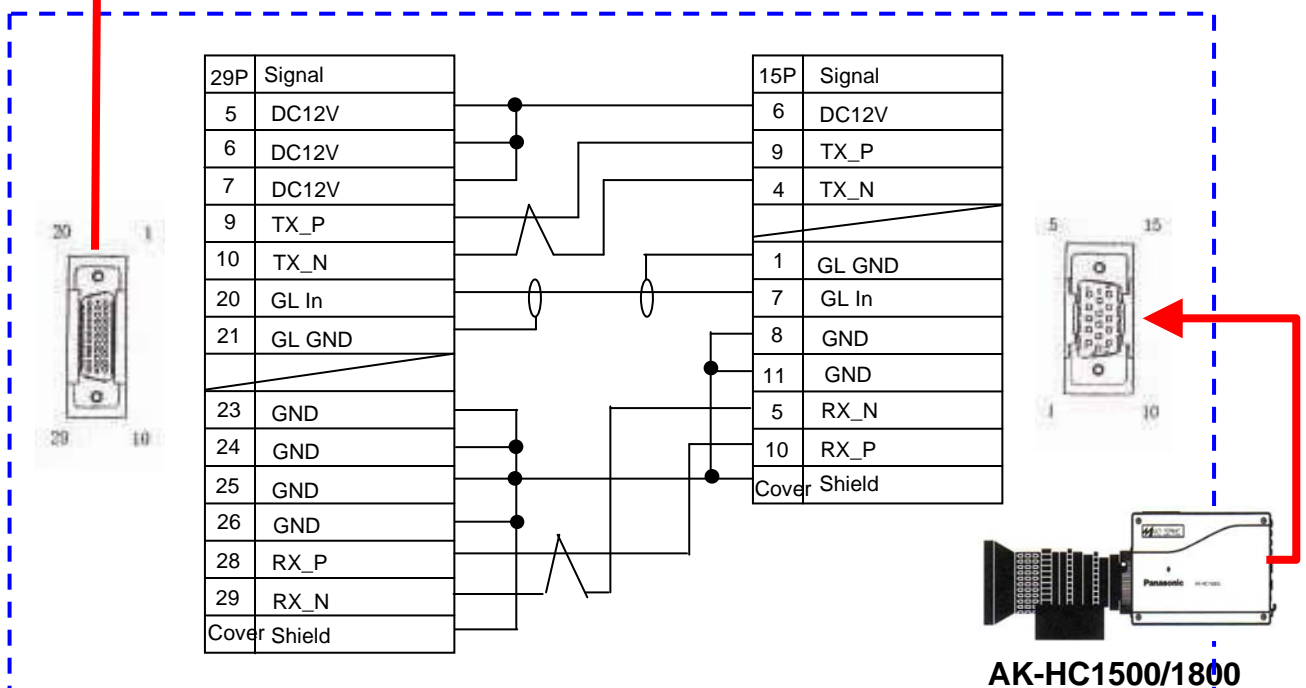 29P Signal
5 DC12V
6 DC12V
7 DC12V
9 TX_P
10 TX_N
20 GL In
21 GL GND
23 GND
24 GND
25 GND
26 GND
28 RX_P
29 RX_N
Cover Shield
15P Signal
6 DC12V
9 TX_P
4 TX_N
1 GL GND
7 GL In
8 GND
11 GND
5 RX_N
10 RX_P
Cover Shield
20 1
29 10
5 15
1 10
Panasonic
AK-HC1500/1800